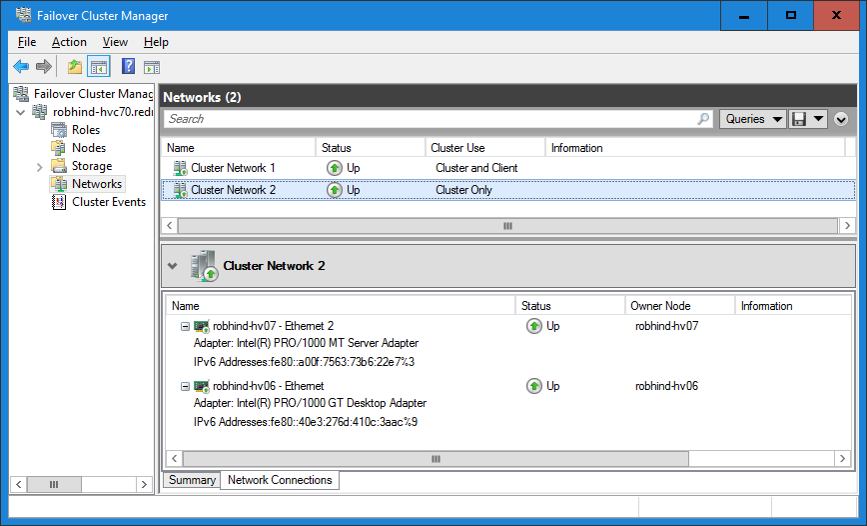 Failover Cluster Manager
File Action View Help
Failover Cluster Manag
robhind-hvc70.redr
Roles
Nodes
Storage
Networks
Cluster Events
Networks (2)
Search
Queries
Name Status Cluster Use Information
Cluster Network 1 Up Cluster and Client
Cluster Network 2 Up Cluster Only
Cluster Network 2
Name Status Owner Node Information
robhind-hv07 - Ethernet 2 Up robhind-hv07
Adapter: Intel(R) PRO/1000 MT Server Adapter
IPv6 Addresses:fe80::a00f:7563:73b6:22e7%3
robhind-hv06 - Ethernet Up robhind-hv06
Adapter: Intel(R) PRO/1000 GT Desktop Adapter
IPv6 Addresses:fe80::40e3:276d:410c:3aac%9
Summary Network Connections